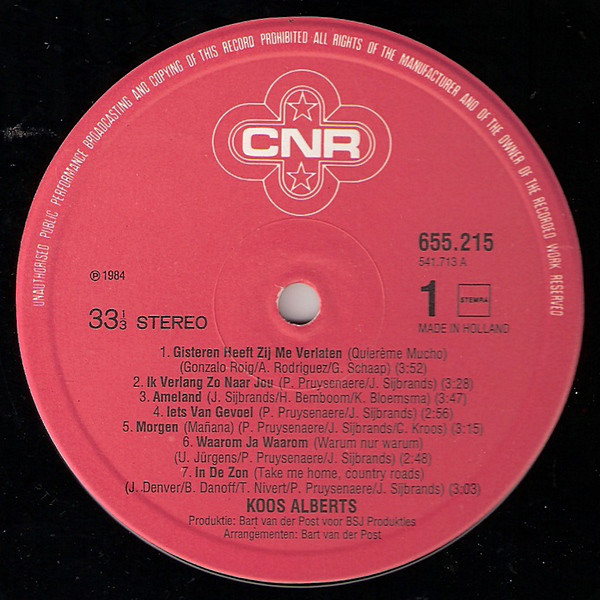 UNAUTHORISED PUBLIC PERFORMANCE BROADCASTING AND COPYING OF THIS RECORD PROHIBITED ALL RIGHTS OF THE MANUFACTURER AND OF THE OWNER OF THE RECORDED WORK RESERVED
CNR
655.215
541.713 A
℗ 1984
33 1/3 STEREO
1 STEMRA
MADE IN HOLLAND
1. Gisteren Heeft Zij Me Verlaten (Quierême Mucho)
(Gonzalo Roig/A. Rodriguez/G. Schaap) (3:52)
2. Ik Verlang Zo Naar Jou (P. Pruysenaere/J. Sijbrands) (3:28)
3. Ameland (J. Sijbrands/H. Bemboom/K. Bloemsma) (3:47)
4. Iets Van Gevoel (P. Pruysenaere/J. Sijbrands) (2:56)
5. Morgen (Mañana) (P. Pruysenaere/J. Sijbrands/C. Kroos) (3:15)
6. Waarom Ja Waarom (Warum nur warum)
(U. Jürgens/P. Pruysenaere/J. Sijbrands) (2:48)
7. In De Zon (Take me home, country roads)
(J. Denver/B. Danoff/T. Nivert/P. Pruysenaere/J. Sijbrands) (3:03)
KOOS ALBERTS
Produktie: Bart van der Post voor BSJ Produkties
Arrangementen: Bart van der Post